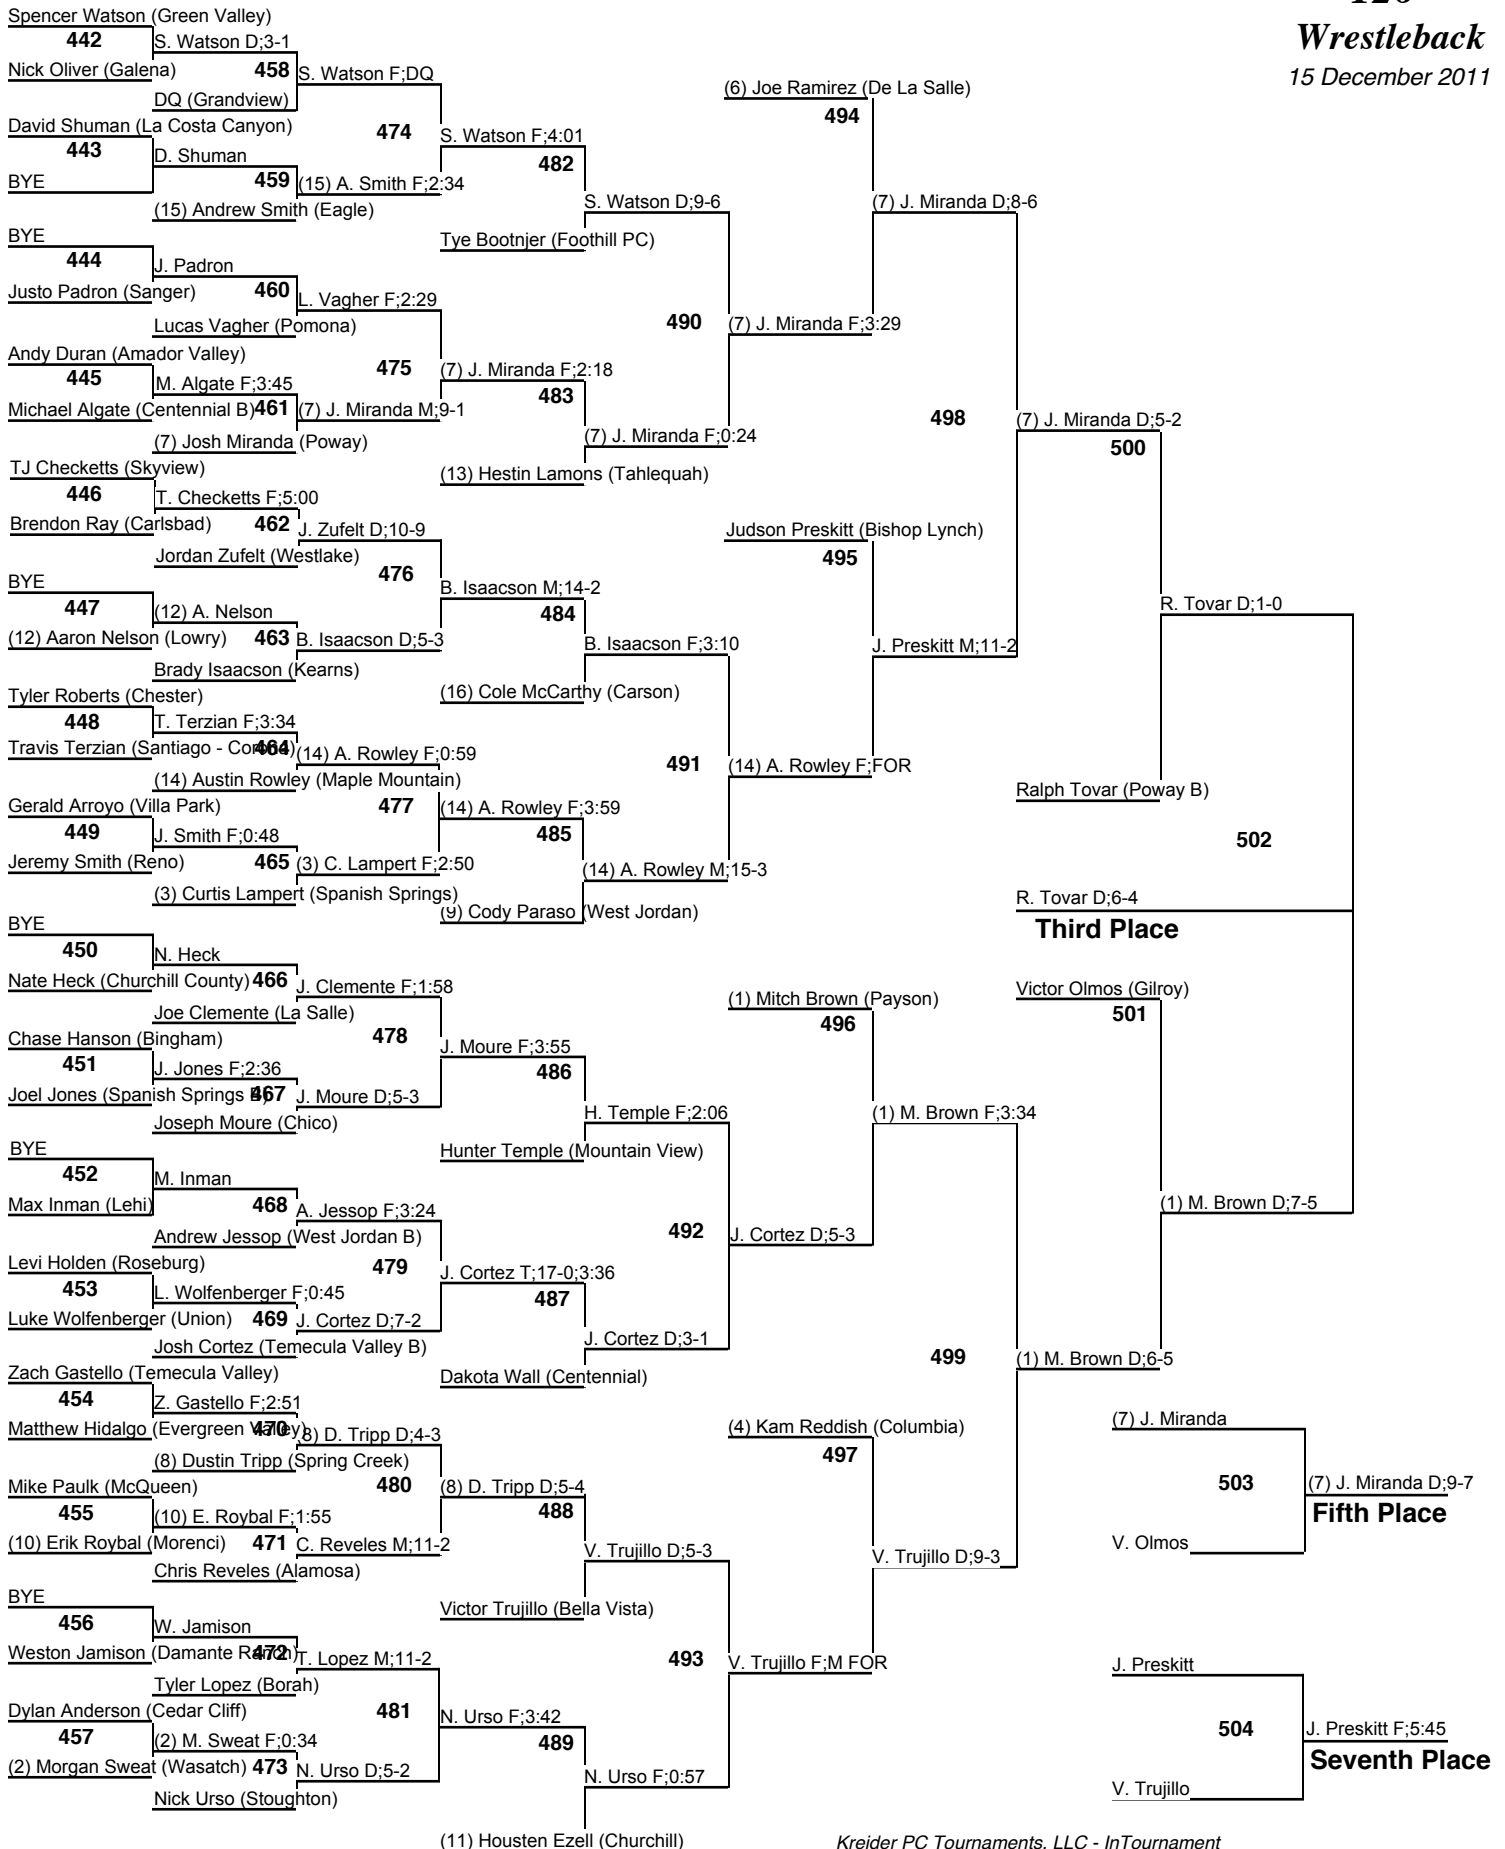 Wrestleback
15 December 2011
Spencer Watson (Green Valley)
442
S. Watson D;3-1
Nick Oliver (Galena)
458
S. Watson F;DQ
DQ (Grandview)
David Shuman (La Costa Canyon)
474
S. Watson F;4:01
443
D. Shuman
482
BYE
459
(15) A. Smith F;2:34
(15) Andrew Smith (Eagle)
S. Watson D;9-6
Tye Bootnjer (Foothill PC)
BYE
444
J. Padron
Justo Padron (Sanger)
460
L. Vagher F;2:29
Lucas Vagher (Pomona)
490
(7) J. Miranda F;3:29
Andy Duran (Amador Valley)
445
475
(7) J. Miranda F;2:18
M. Algate F;3:45
483
Michael Algate (Centennial B)
461
(7) J. Miranda M;9-1
(7) Josh Miranda (Poway)
(7) J. Miranda F;0:24
(13) Hestin Lamons (Tahlequah)
(6) Joe Ramirez (De La Salle)
494
(7) J. Miranda D;8-6
498
(7) J. Miranda D;5-2
500
TJ Checketts (Skyview)
446
T. Checketts F;5:00
Brendon Ray (Carlsbad)
462
J. Zufelt D;10-9
Jordan Zufelt (Westlake)
476
B. Isaacson M;14-2
BYE
447
(12) A. Nelson
484
(12) Aaron Nelson (Lowry)
463
B. Isaacson D;5-3
B. Isaacson F;3:10
Brady Isaacson (Kearns)
(16) Cole McCarthy (Carson)
Judson Preskitt (Bishop Lynch)
495
J. Preskitt M;11-2
R. Tovar D;1-0
Tyler Roberts (Chester)
448
T. Terzian F;3:34
Travis Terzian (Santiago - Corona)
464
(14) A. Rowley F;0:59
(14) Austin Rowley (Maple Mountain)
491
(14) A. Rowley F;FOR
Gerald Arroyo (Villa Park)
477
(14) A. Rowley F;3:59
449
J. Smith F;0:48
485
Jeremy Smith (Reno)
465
(3) C. Lampert F;2:50
(14) A. Rowley M;15-3
(3) Curtis Lampert (Spanish Springs)
(9) Cody Paraso (West Jordan)
Ralph Tovar (Poway B)
502
R. Tovar D;6-4
Third Place
BYE
450
N. Heck
Nate Heck (Churchill County)
466
J. Clemente F;1:58
Joe Clemente (La Salle)
Chase Hanson (Bingham)
478
J. Moure F;3:55
451
J. Jones F;2:36
486
Joel Jones (Spanish Springs B)
467
J. Moure D;5-3
Joseph Moure (Chico)
H. Temple F;2:06
Hunter Temple (Mountain View)
(1) Mitch Brown (Payson)
496
(1) M. Brown F;3:34
Victor Olmos (Gilroy)
501
(1) M. Brown D;7-5
BYE
452
M. Inman
Max Inman (Lehi)
468
A. Jessop F;3:24
Andrew Jessop (West Jordan B)
492
J. Cortez D;5-3
Levi Holden (Roseburg)
479
J. Cortez T;17-0;3:36
453
L. Wolfenberger F;0:45
487
Luke Wolfenberger (Union)
469
J. Cortez D;7-2
J. Cortez D;3-1
Josh Cortez (Temecula Valley B)
Dakota Wall (Centennial)
499
(1) M. Brown D;6-5
Zach Gastello (Temecula Valley)
454
Z. Gastello F;2:51
Matthew Hidalgo (Evergreen Valley)
470
(8) D. Tripp D;4-3
(8) Dustin Tripp (Spring Creek)
(4) Kam Reddish (Columbia)
497
Mike Paulk (McQueen)
480
(8) D. Tripp D;5-4
455
(10) E. Roybal F;1:55
488
(10) Erik Roybal (Morenci)
471
C. Reveles M;11-2
V. Trujillo D;5-3
V. Trujillo D;9-3
Chris Reveles (Alamosa)
Victor Trujillo (Bella Vista)
(7) J. Miranda
503
(7) J. Miranda D;9-7
Fifth Place
V. Olmos
BYE
456
W. Jamison
Weston Jamison (Damante Ranch)
472
T. Lopez M;11-2
Tyler Lopez (Borah)
493
V. Trujillo F;M FOR
Dylan Anderson (Cedar Cliff)
481
N. Urso F;3:42
457
(2) M. Sweat F;0:34
489
(2) Morgan Sweat (Wasatch)
473
N. Urso D;5-2
N. Urso F;0:57
Nick Urso (Stoughton)
(11) Housten Ezell (Churchill)
J. Preskitt
504
J. Preskitt F;5:45
Seventh Place
V. Trujillo
Kreider PC Tournaments, LLC - InTournament